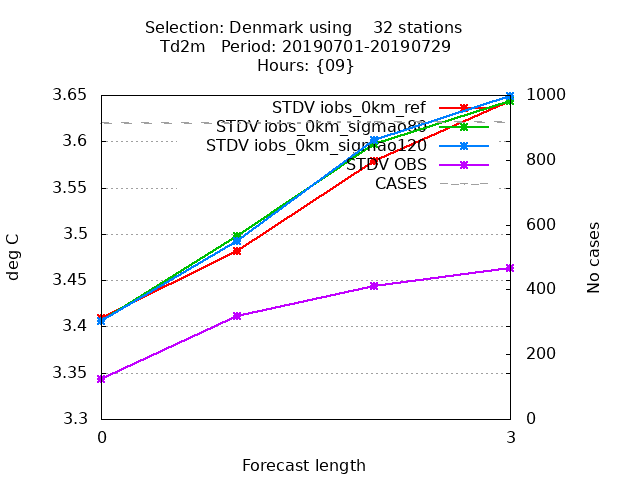 Selection: Denmark using 32 stations
Td2m Period: 20190701-20190729
Hours: {09}
3.65
3.6
3.55
3.5
3.45
3.4
3.35
3.3
1000
800
600
400
200
0
STDV iobs_0km_ref
STDV iobs_0km_sigmao80
STDV iobs_0km_sigmao120
STDV OBS
CASES
deg C
No cases
0 3
Forecast length